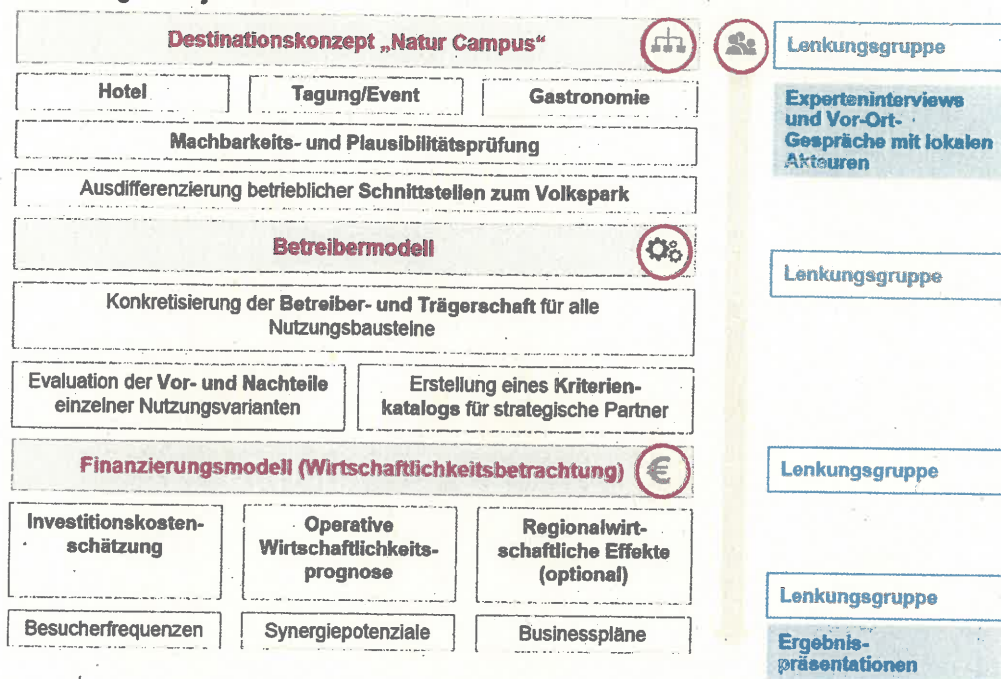 Destinationskonzept „Natur Campus“
Hotel
Tagung/Event
Gastronomie
Machbarkeits- und Plausibilitätsprüfung
Ausdifferenzierung betrieblicher Schnittstellen zum Volkspark
Betreibermodell
Konkretisierung der Betreiber- und Trägerschaft für alle
Nutzungsbausteine
Evaluation der Vor- und Nachteile
einzelner Nutzungsvarianten
Erstellung eines Kriterien-
katalogs für strategische Partner
Finanzierungsmodell (Wirtschaftlichkeitsbetrachtung)
€
Investitionskosten-
schätzung
Operative
Wirtschaftlichkeits-
prognose
Regionalwirt-
schaftliche Effekte
(optional)
Besucherfrequenzen
Synergiepotenziale
Businesspläne
Lenkungsgruppe
Experteninterviews
und Vor-Ort-
Gespräche mit lokalen
Akteuren
Lenkungsgruppe
Lenkungsgruppe
Lenkungsgruppe
Ergebnis-
präsentationen